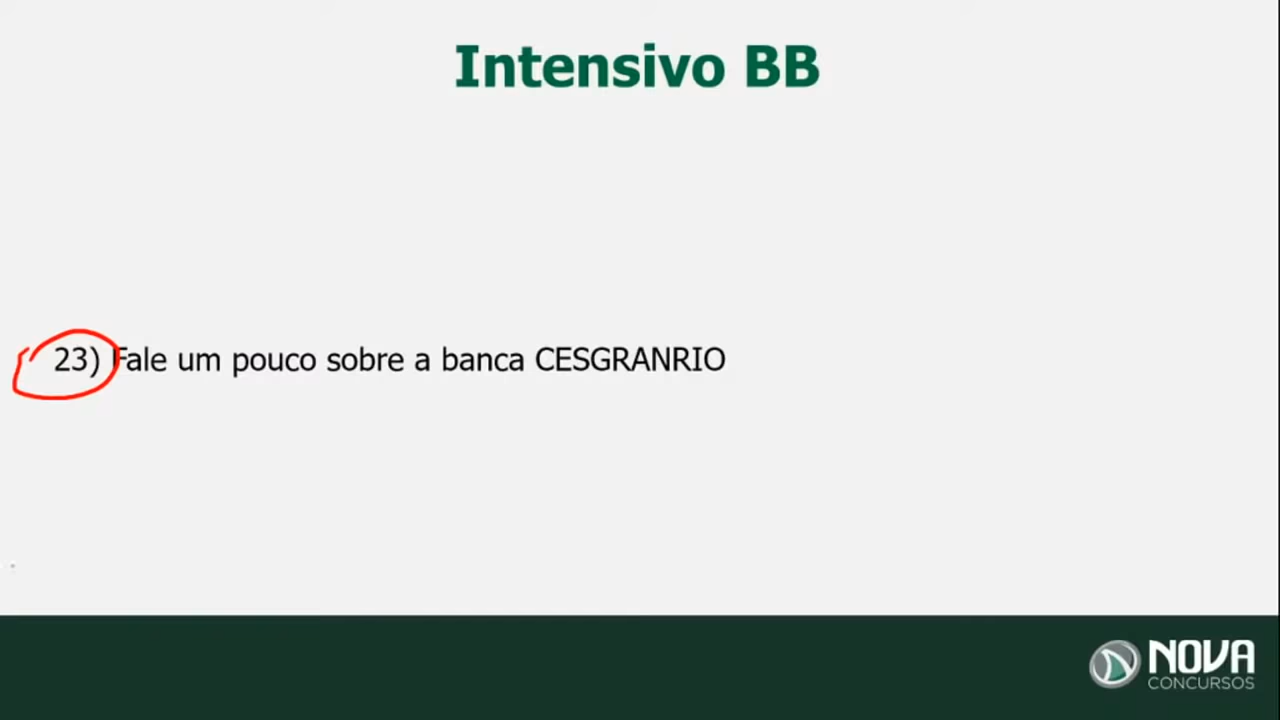 Intensivo BB
23) Fale um pouco sobre a banca CESGRANRIO
NOVA
CONCURSOS